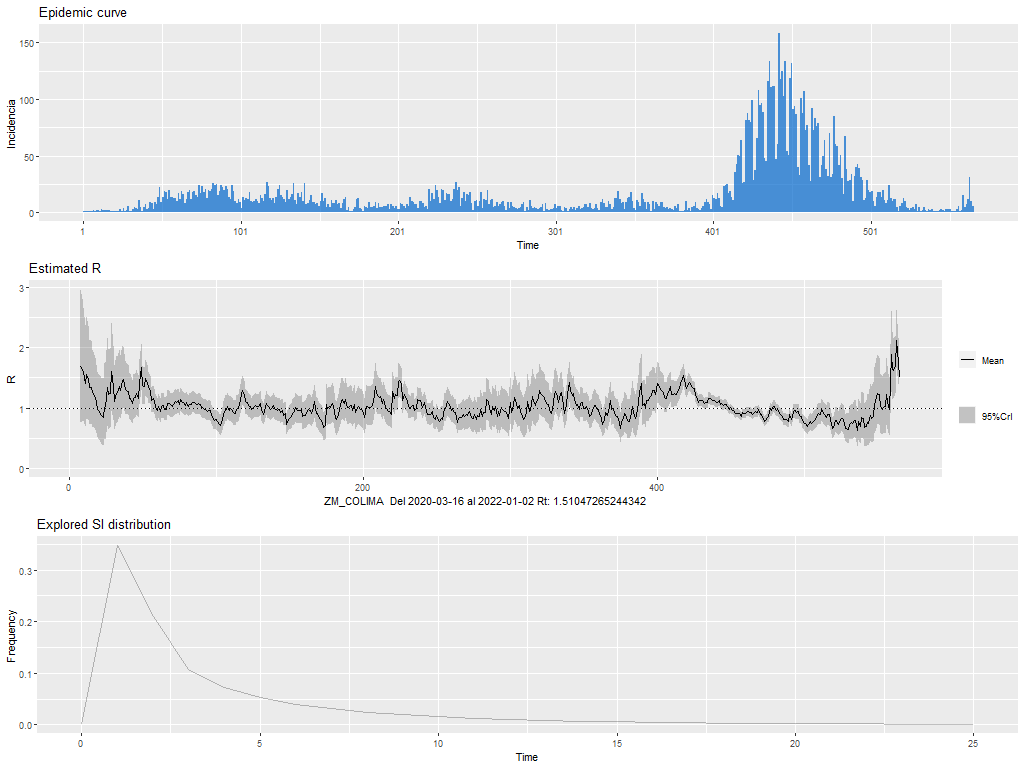 Epidemic curve
150
100
50
0
Incidencia
1 101 201 301 401 501
Time
Estimated R
3
2
1
0
R
0 200 400
ZM_COLIMA Del 2020-03-16 al 2022-01-02 Rt: 1.51047265244342
Mean
95%CrI
Explored SI distribution
0.3
0.2
0.1
0.0
Frequency
0 5 10 15 20 25
Time